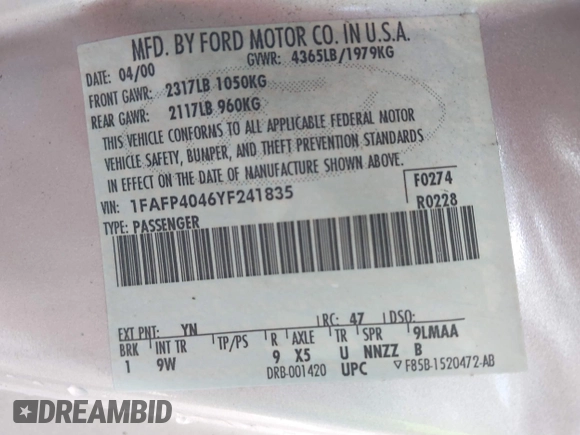 MFD. BY FORD MOTOR CO. IN U.S.A.
DATE: 04/00 GVWR: 4365LB/1979KG
FRONT GAWR: 2317LB 1050KG
REAR GAWR: 2117LB 960KG
THIS VEHICLE CONFORMS TO ALL APPLICABLE FEDERAL MOTOR
VEHICLE SAFETY, BUMPER, AND THEFT PREVENTION STANDARDS
IN EFFECT ON THE DATE OF MANUFACTURE SHOWN ABOVE.
VIN: 1FAFP4046YF241835 F0274
TYPE: PASSENGER R0228
EXT PNT: YN RC: 47 DSO:
BRK INT TR TP/PS R AXLE TR SPR 9LMAA
1 9W 9 X5 U NNZZ B
DRB-001420 UPC ▽ F85B-1520472-AB
DREAMBID